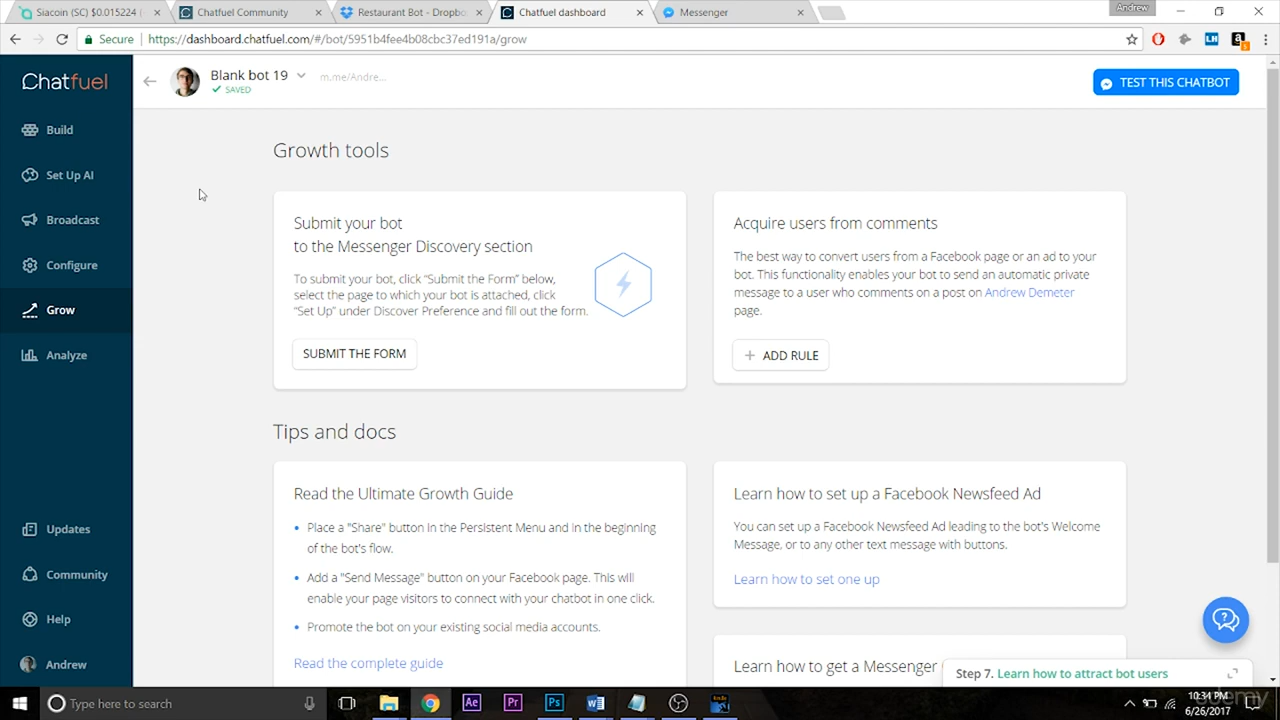 Siacoin (SC) $0.015224
Chatfuel Community
Restaurant Bot - Dropbo
Chatfuel dashboard
Messenger
Andrew
Secure
https://dashboard.chatfuel.com/#/bot/5951b4fee4b08cbc37ed191a/grow
LH
a
5
Chatfuel
Blank bot 19
m.me/Andre...
SAVED
TEST THIS CHATBOT
Build
Set Up AI
Broadcast
Configure
Grow
Analyze
Updates
Community
Help
Andrew
Growth tools
Submit your bot
to the Messenger Discovery section
To submit your bot, click “Submit the Form” below,
select the page to which your bot is attached, click
“Set Up” under Discover Preference and fill out the form.
SUBMIT THE FORM
Acquire users from comments
The best way to convert users from a Facebook page or an ad to your
bot. This functionality enables your bot to send an automatic private
message to a user who comments on a post on Andrew Demeter
page.
+ ADD RULE
Tips and docs
Read the Ultimate Growth Guide
• Place a "Share" button in the Persistent Menu and in the beginning
of the bot's flow.
• Add a "Send Message" button on your Facebook page. This will
enable your page visitors to connect with your chatbot in one click.
• Promote the bot on your existing social media accounts.
Read the complete guide
Learn how to set up a Facebook Newsfeed Ad
You can set up a Facebook Newsfeed Ad leading to the bot's Welcome
Message, or to any other text message with buttons.
Learn how to set one up
Learn how to get a Messenger
Step 7. Learn how to attract bot users
Type here to search
Ae
Pr
Ps
10:34 PM
6/26/2017
udemy